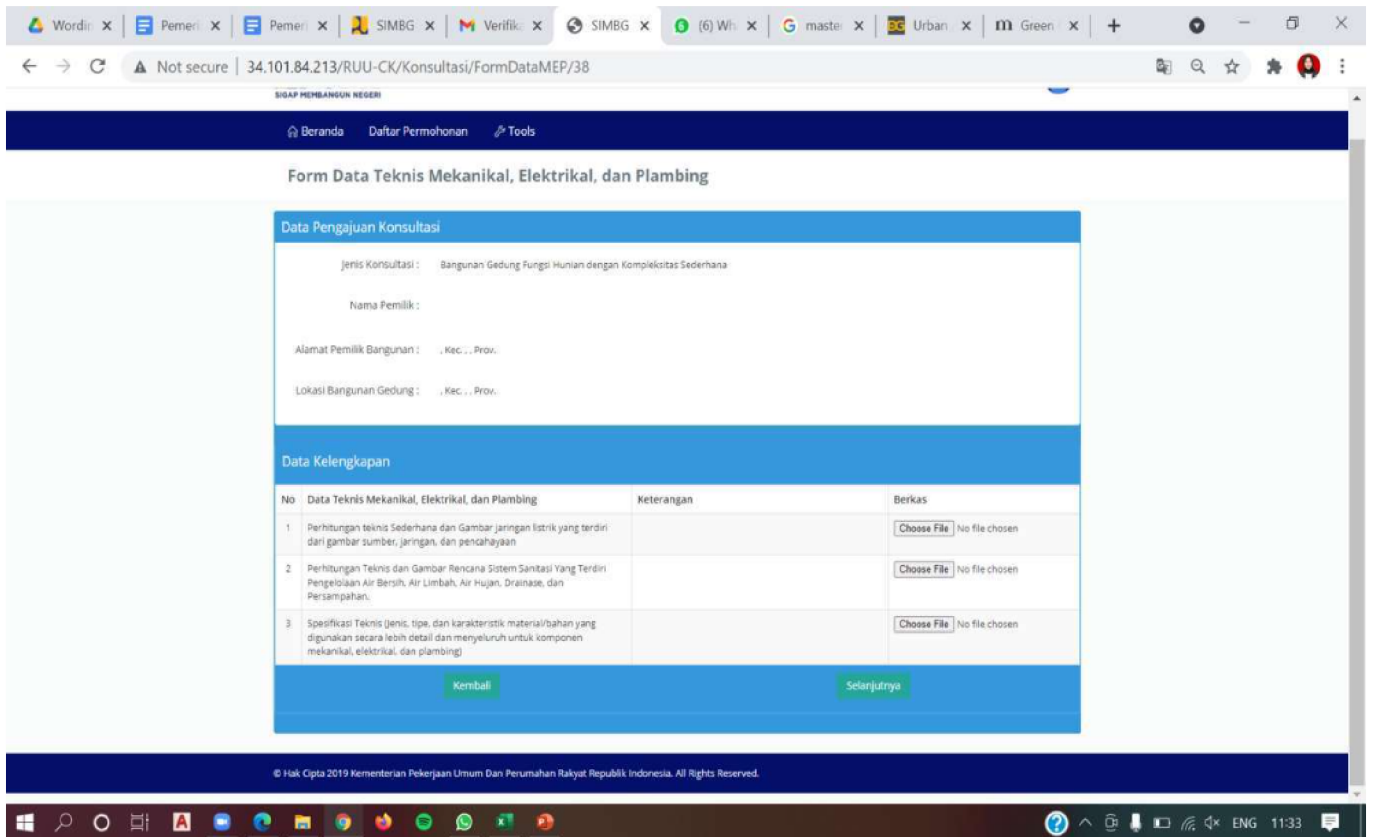 Wordin
Pemeri
Pemeri
SIMBG
Verifika
SIMBG
(6) Wh
master
Urban
Green
Not secure | 34.101.84.213/RUU-CK/Konsultasi/FormDataMEP/38
SIGAP MEMBANGUN NEGERI
Beranda Daftar Permohonan Tools
Form Data Teknis Mekanikal, Elektrikal, dan Plambing
Data Pengajuan Konsultasi
Jenis Konsultasi : Bangunan Gedung Fungsi Hunian dengan Kompleksitas Sederhana
Nama Pemilik :
Alamat Pemilik Bangunan : , Kec. , , Prov.
Lokasi Bangunan Gedung : , Kec. , , Prov.
Data Kelengkapan
No Data Teknis Mekanikal, Elektrikal, dan Plambing Keterangan Berkas
1 Perhitungan teknis Sederhana dan Gambar jaringan listrik yang terdiri Choose File No file chosen
dari gambar sumber, jaringan, dan pencahayaan
2 Perhitungan Teknis dan Gambar Rencana Sistem Sanitasi Yang Terdiri Choose File No file chosen
Pengelolaan Air Bersih, Air Limbah, Air Hujan, Drainase, dan
Persampahan.
3 Spesifikasi Teknis (jenis, tipe, dan karakteristik material/bahan yang Choose File No file chosen
digunakan secara lebih detail dan menyeluruh untuk komponen
mekanikal, elektrikal, dan plambing)
Kembali Selanjutnya
© Hak Cipta 2019 Kementerian Pekerjaan Umum Dan Perumahan Rakyat Republik Indonesia. All Rights Reserved.
ENG 11:33